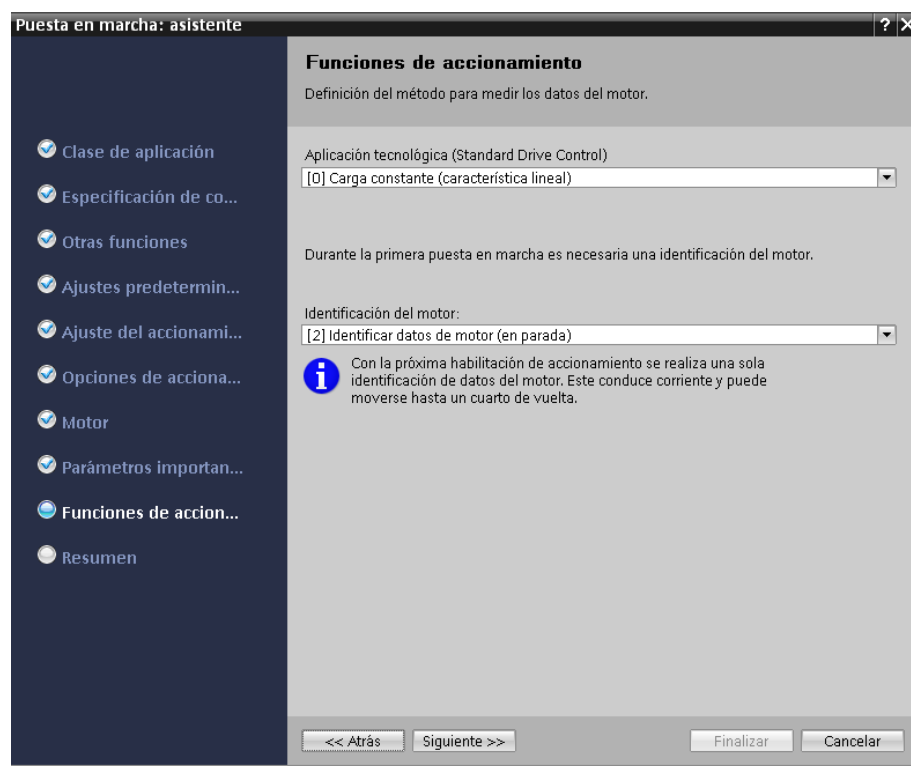 Puesta en marcha: asistente
? X
Funciones de accionamiento
Definición del método para medir los datos del motor.
Clase de aplicación
Especificación de co...
Otras funciones
Ajustes predetermin...
Ajuste del accionami...
Opciones de acciona...
Motor
Parámetros importan...
Funciones de accion...
Resumen
Aplicación tecnológica (Standard Drive Control)
[0] Carga constante (característica lineal)
Durante la primera puesta en marcha es necesaria una identificación del motor.
Identificación del motor:
[2] Identificar datos de motor (en parada)
Con la próxima habilitación de accionamiento se realiza una sola
identificación de datos del motor. Este conduce corriente y puede
moverse hasta un cuarto de vuelta.
<< Atrás
Siguiente >>
Finalizar
Cancelar